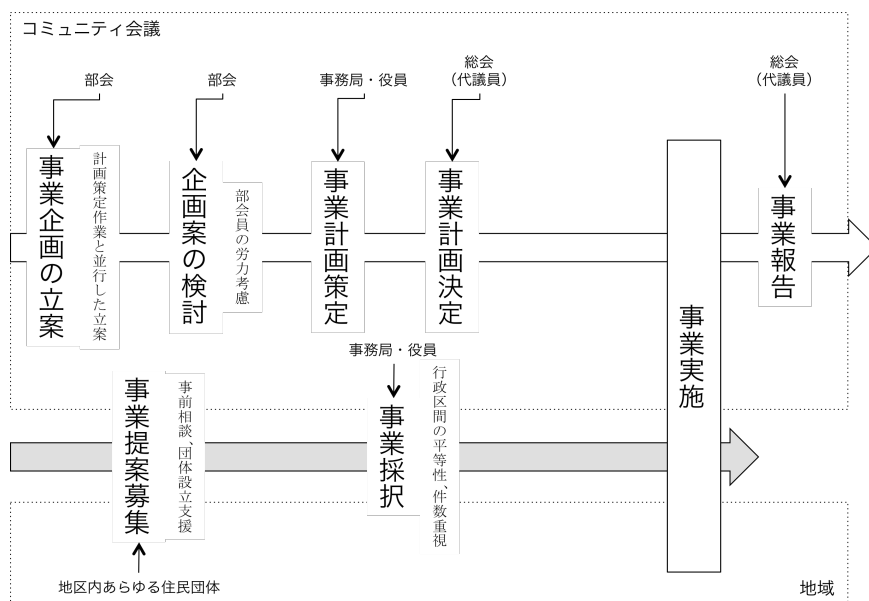 コミュニティ会議
部会
部会
事務局・役員
総会
（代議員）
総会
（代議員）
事業企画の立案
計画策定作業と並行した立案
企画案の検討
部会員の労力考慮
事業計画策定
事業計画決定
事業実施
事業報告
事務局・役員
事業提案募集
事前相談、団体設立支援
事業採択
行政区間の平等性、件数重視
地区内あらゆる住民団体
地域